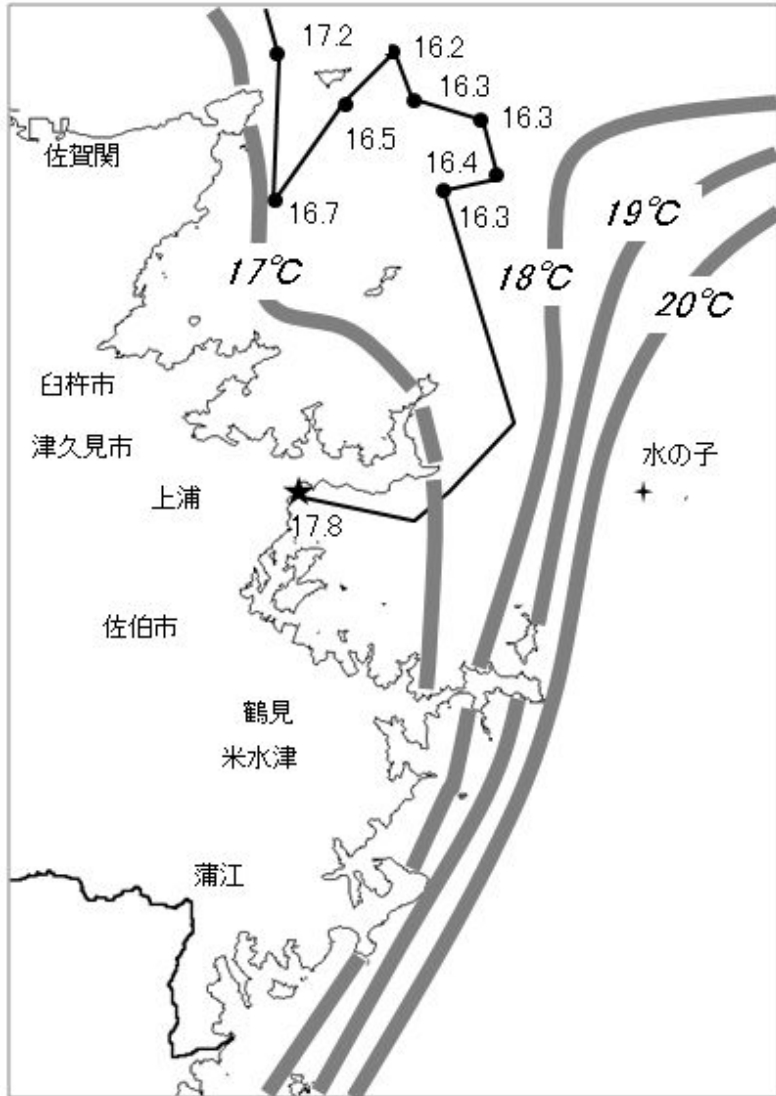 17.2
16.2
16.3
16.3
16.5
佐賀関
16.4
16.7
16.3
19℃
17℃
18℃
20℃
臼杵市
津久見市
水の子
上浦
17.8
佐伯市
鶴見
米水津
蒲江